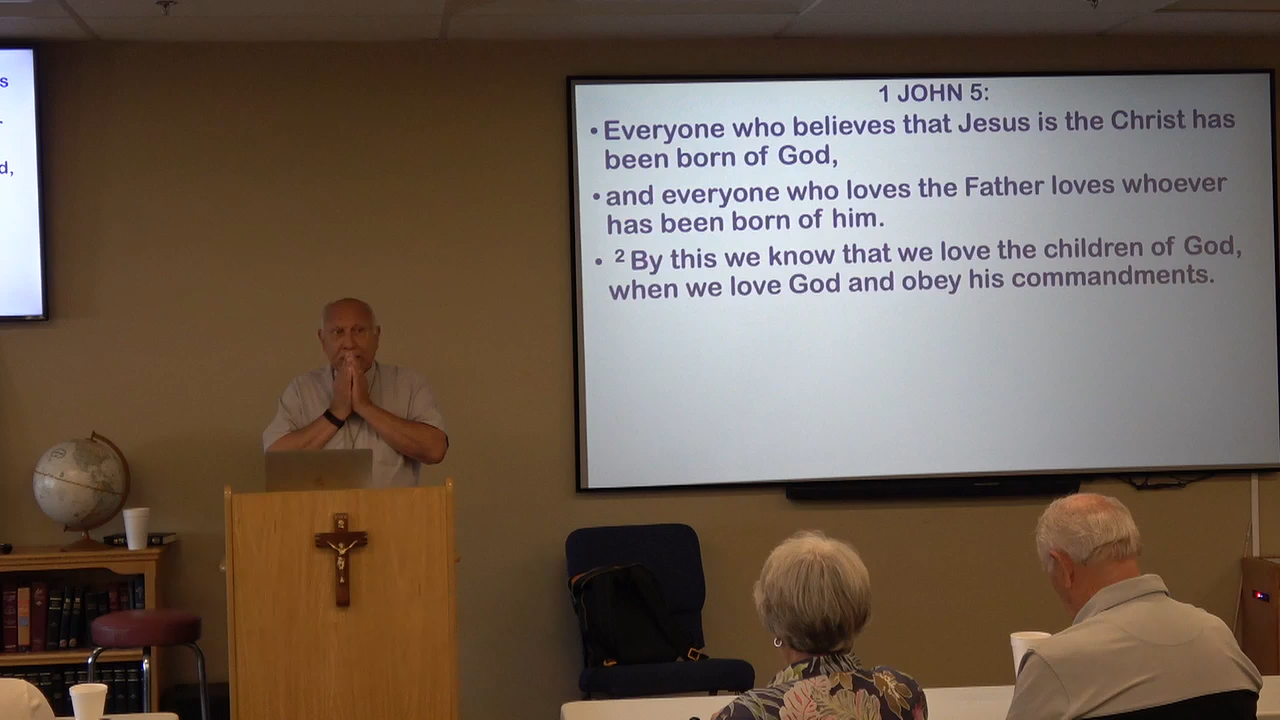 1 JOHN 5:
• Everyone who believes that Jesus is the Christ has
been born of God,
• and everyone who loves the Father loves whoever
has been born of him.
• ² By this we know that we love the children of God,
when we love God and obey his commandments.
s
d,